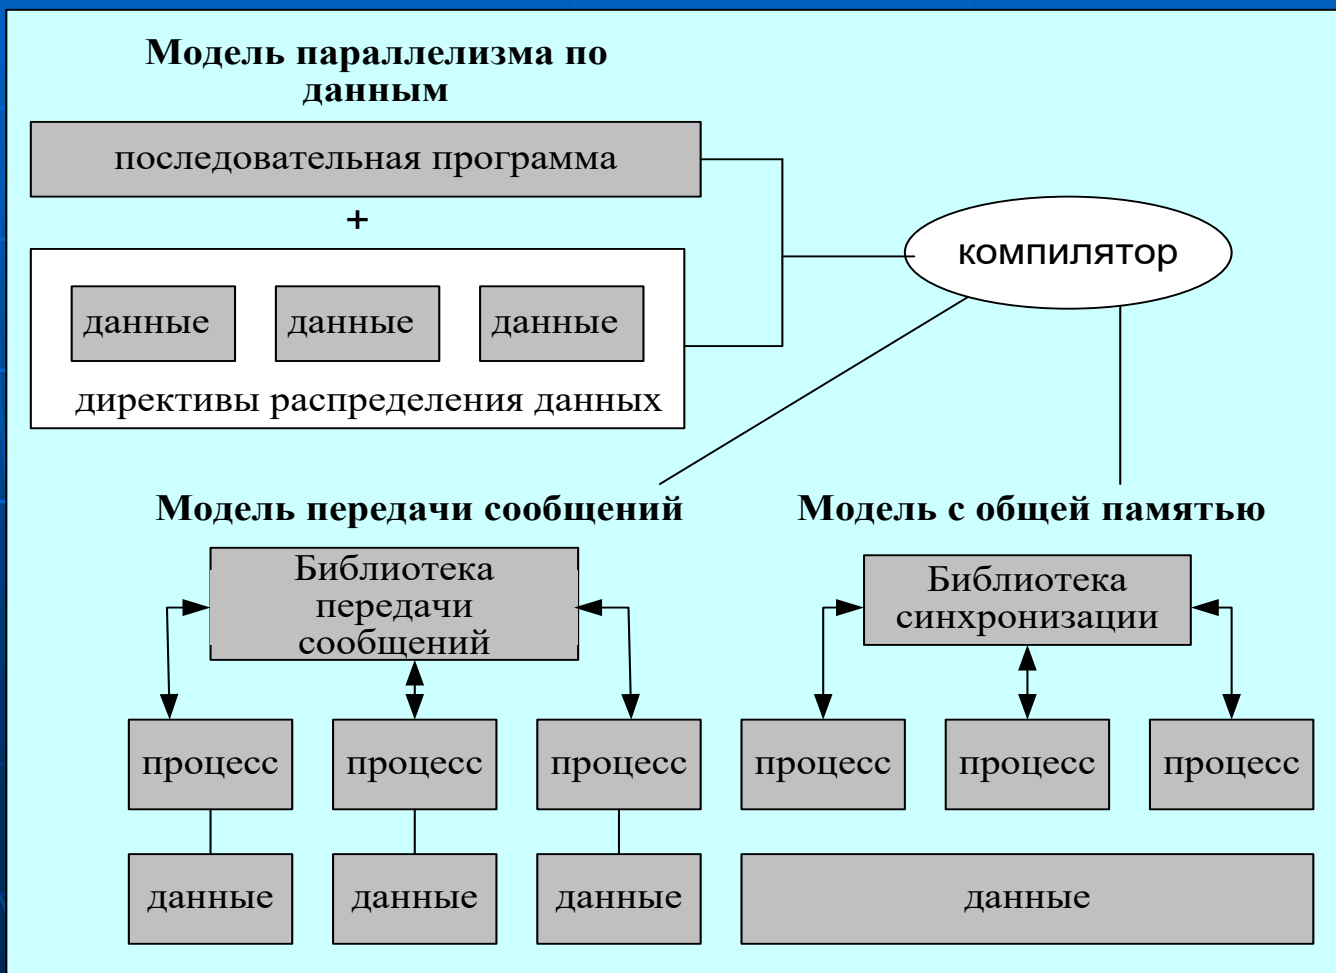 Модель параллелизма по
данным
последовательная программа
+
компилятор
данные данные данные
директивы распределения данных
Модель передачи сообщений
Библиотека
передачи
сообщений
процесс процесс процесс
данные данные данные
Модель с общей памятью
Библиотека
синхронизации
процесс процесс процесс
данные